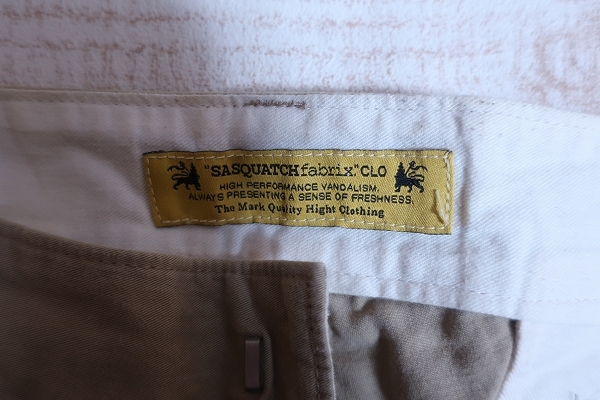 "SASQUATCHfabrix"CLO
HIGH PERFORMANCE VANDALISM.
ALWAYS PRESENTING A SENSE OF FRESHNESS.
The Mark Quality Hight Clothing